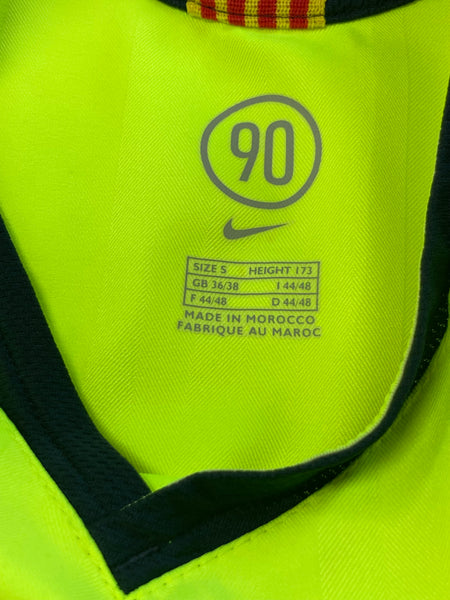 90
SIZE S HEIGHT 173
GB 36/38 I 44/48
F 44/48 D 44/48
MADE IN MOROCCO
FABRIQUE AU MAROC